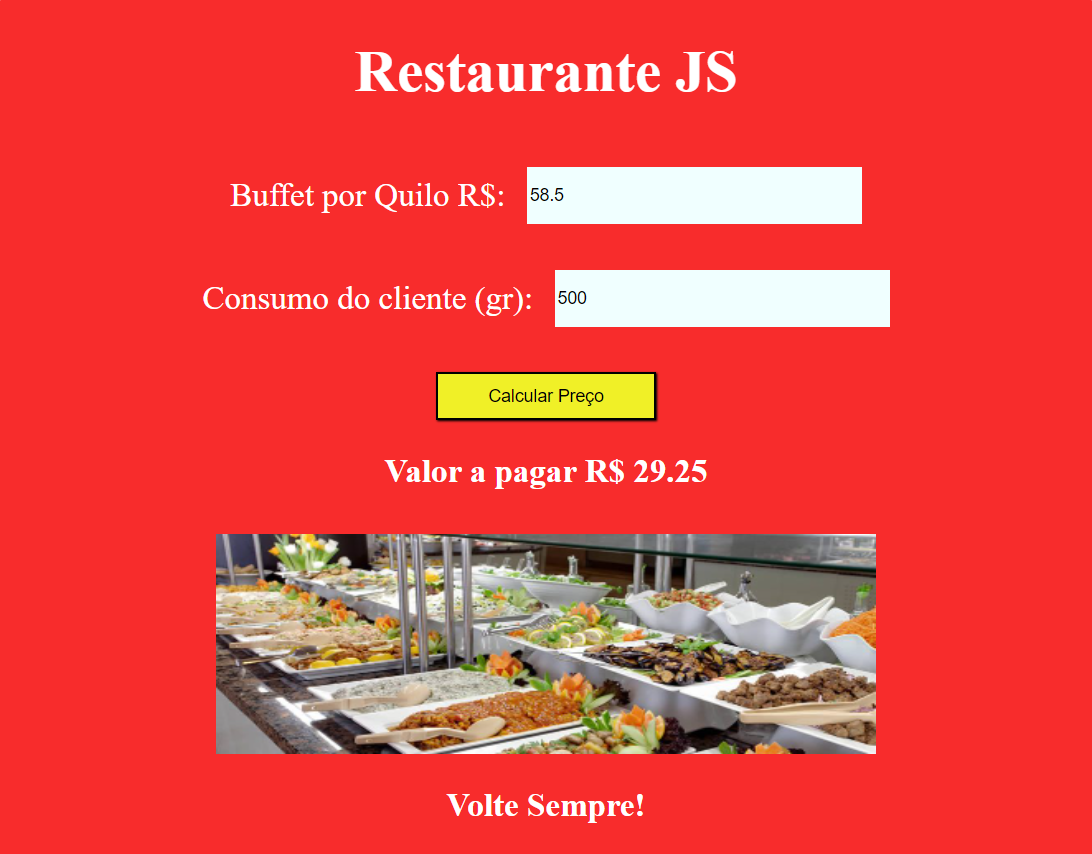 Restaurante JS
Buffet por Quilo R$: 58.5
Consumo do cliente (gr): 500
Calcular Preço
Valor a pagar R$ 29.25
Volte Sempre!